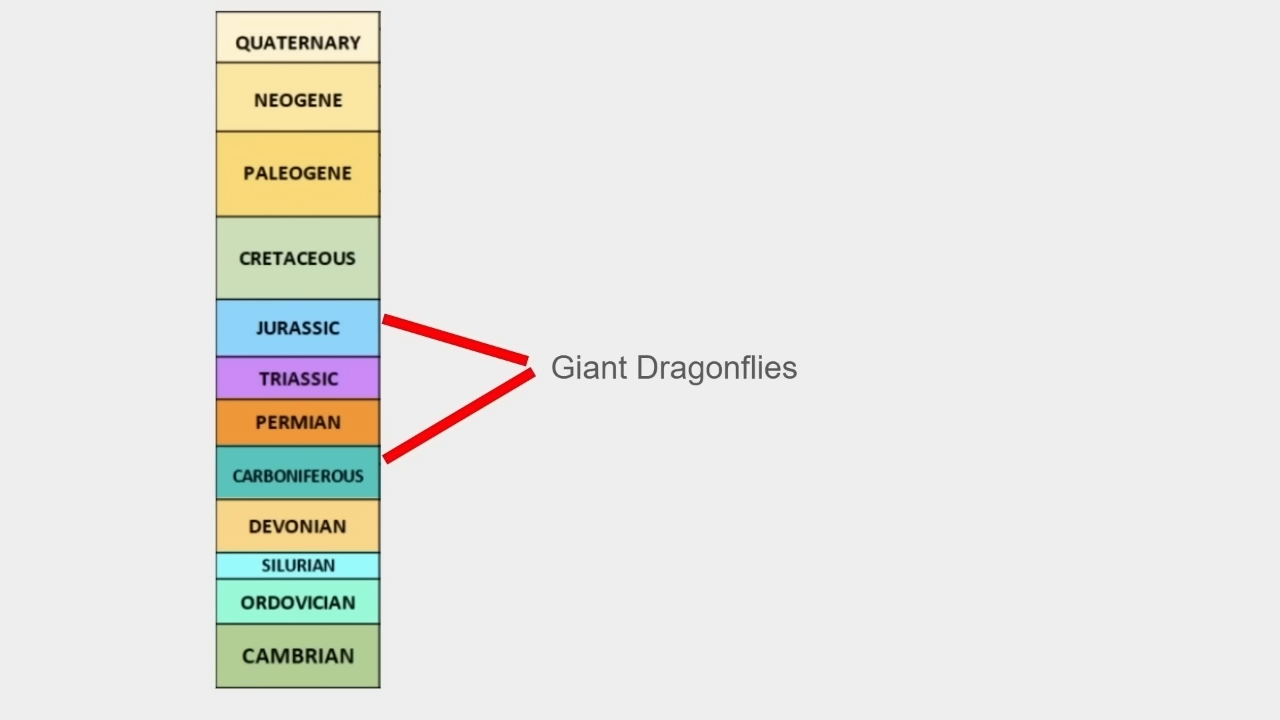 QUATERNARY
NEOGENE
PALEOGENE
CRETACEOUS
JURASSIC
Giant Dragonflies
TRIASSIC
PERMIAN
CARBONIFEROUS
DEVONIAN
SILURIAN
ORDOVICIAN
CAMBRIAN